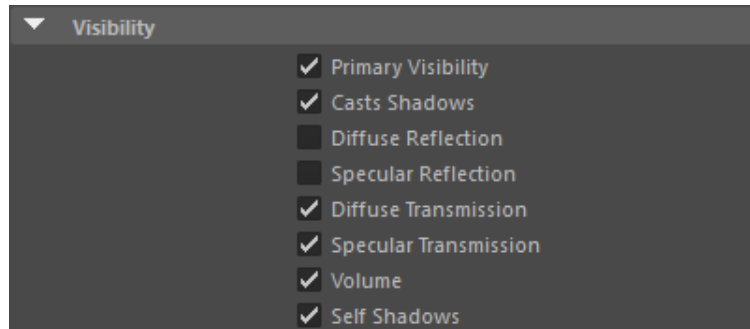 Visibility
Primary Visibility
Casts Shadows
Diffuse Reflection
Specular Reflection
Diffuse Transmission
Specular Transmission
Volume
Self Shadows